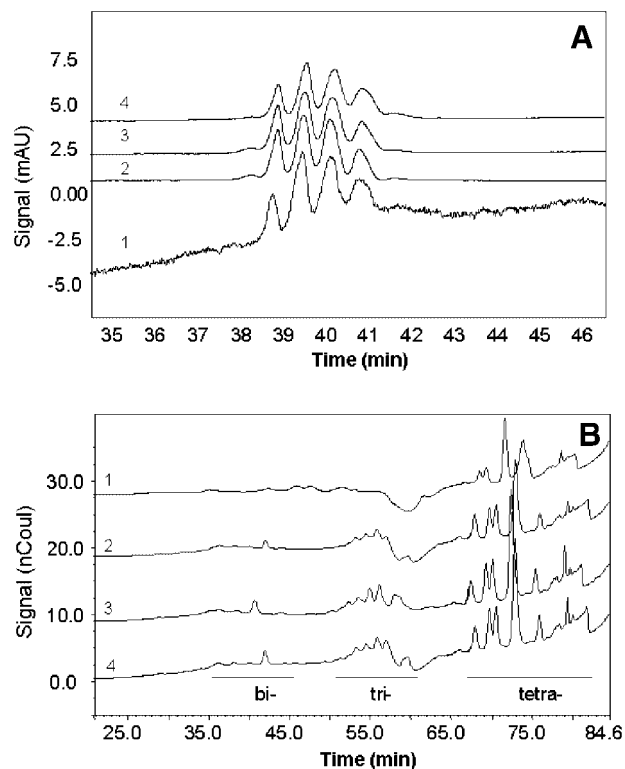 A
7.5
5.0
2.5
0.00
-2.5
-5.0
Signal (mAU)
4
3
2
1
35 36 37 38 39 40 41 42 43 44 45 46
Time (min)
B
30.0
20.0
10.0
0.0
Signal (nCoul)
1
2
3
4
bi- tri- tetra-
25.0 35.0 45.0 55.0 65.0 75.0 84.6
Time (min)